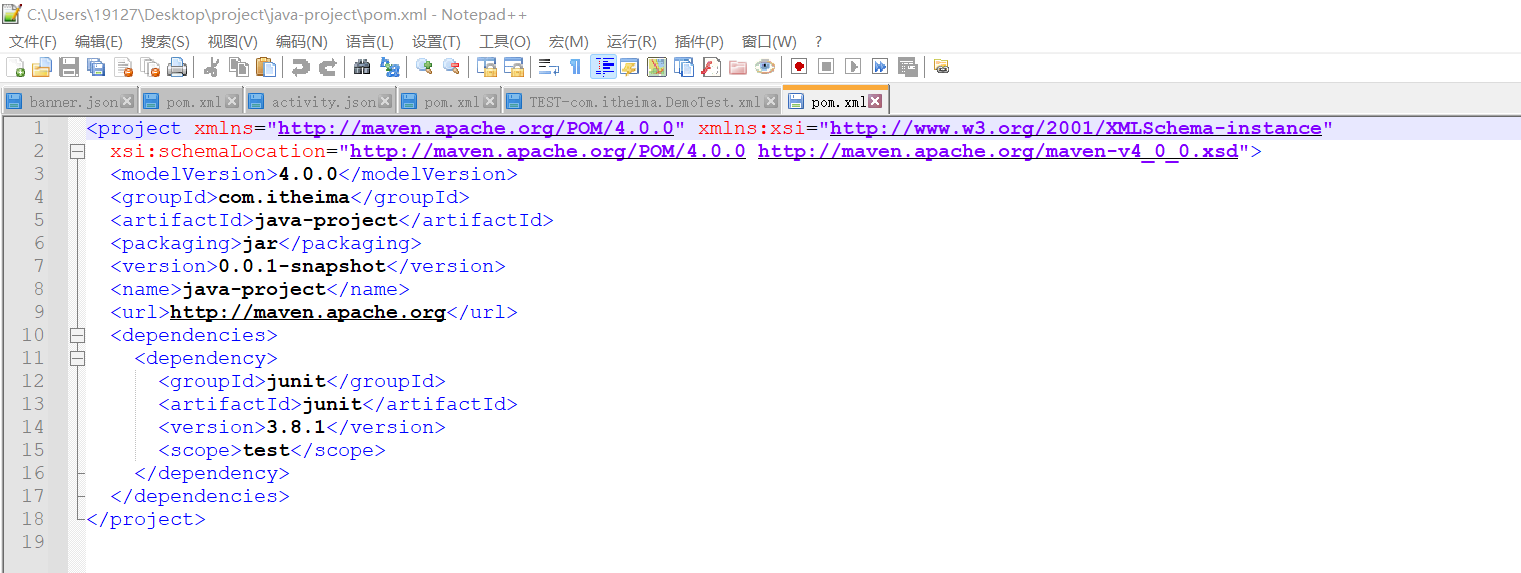 C:\Users\19127\Desktop\project\java-project\pom.xml - Notepad++
文件(F) 编辑(E) 搜索(S) 视图(V) 编码(N) 语言(L) 设置(T) 工具(O) 宏(M) 运行(R) 插件(P) 窗口(W) ?
banner.json pom.xml activity.json pom.xml TEST-com.itheima.DemoTest.xml pom.xml
1 <project xmlns="http://maven.apache.org/POM/4.0.0" xmlns:xsi="http://www.w3.org/2001/XMLSchema-instance"
2 xsi:schemaLocation="http://maven.apache.org/POM/4.0.0 http://maven.apache.org/maven-v4_0_0.xsd">
3 <modelVersion>4.0.0</modelVersion>
4 <groupId>com.itheima</groupId>
5 <artifactId>java-project</artifactId>
6 <packaging>jar</packaging>
7 <version>0.0.1-snapshot</version>
8 <name>java-project</name>
9 <url>http://maven.apache.org</url>
10 <dependencies>
11 <dependency>
12 <groupId>junit</groupId>
13 <artifactId>junit</artifactId>
14 <version>3.8.1</version>
15 <scope>test</scope>
16 </dependency>
17 </dependencies>
18 </project>
19